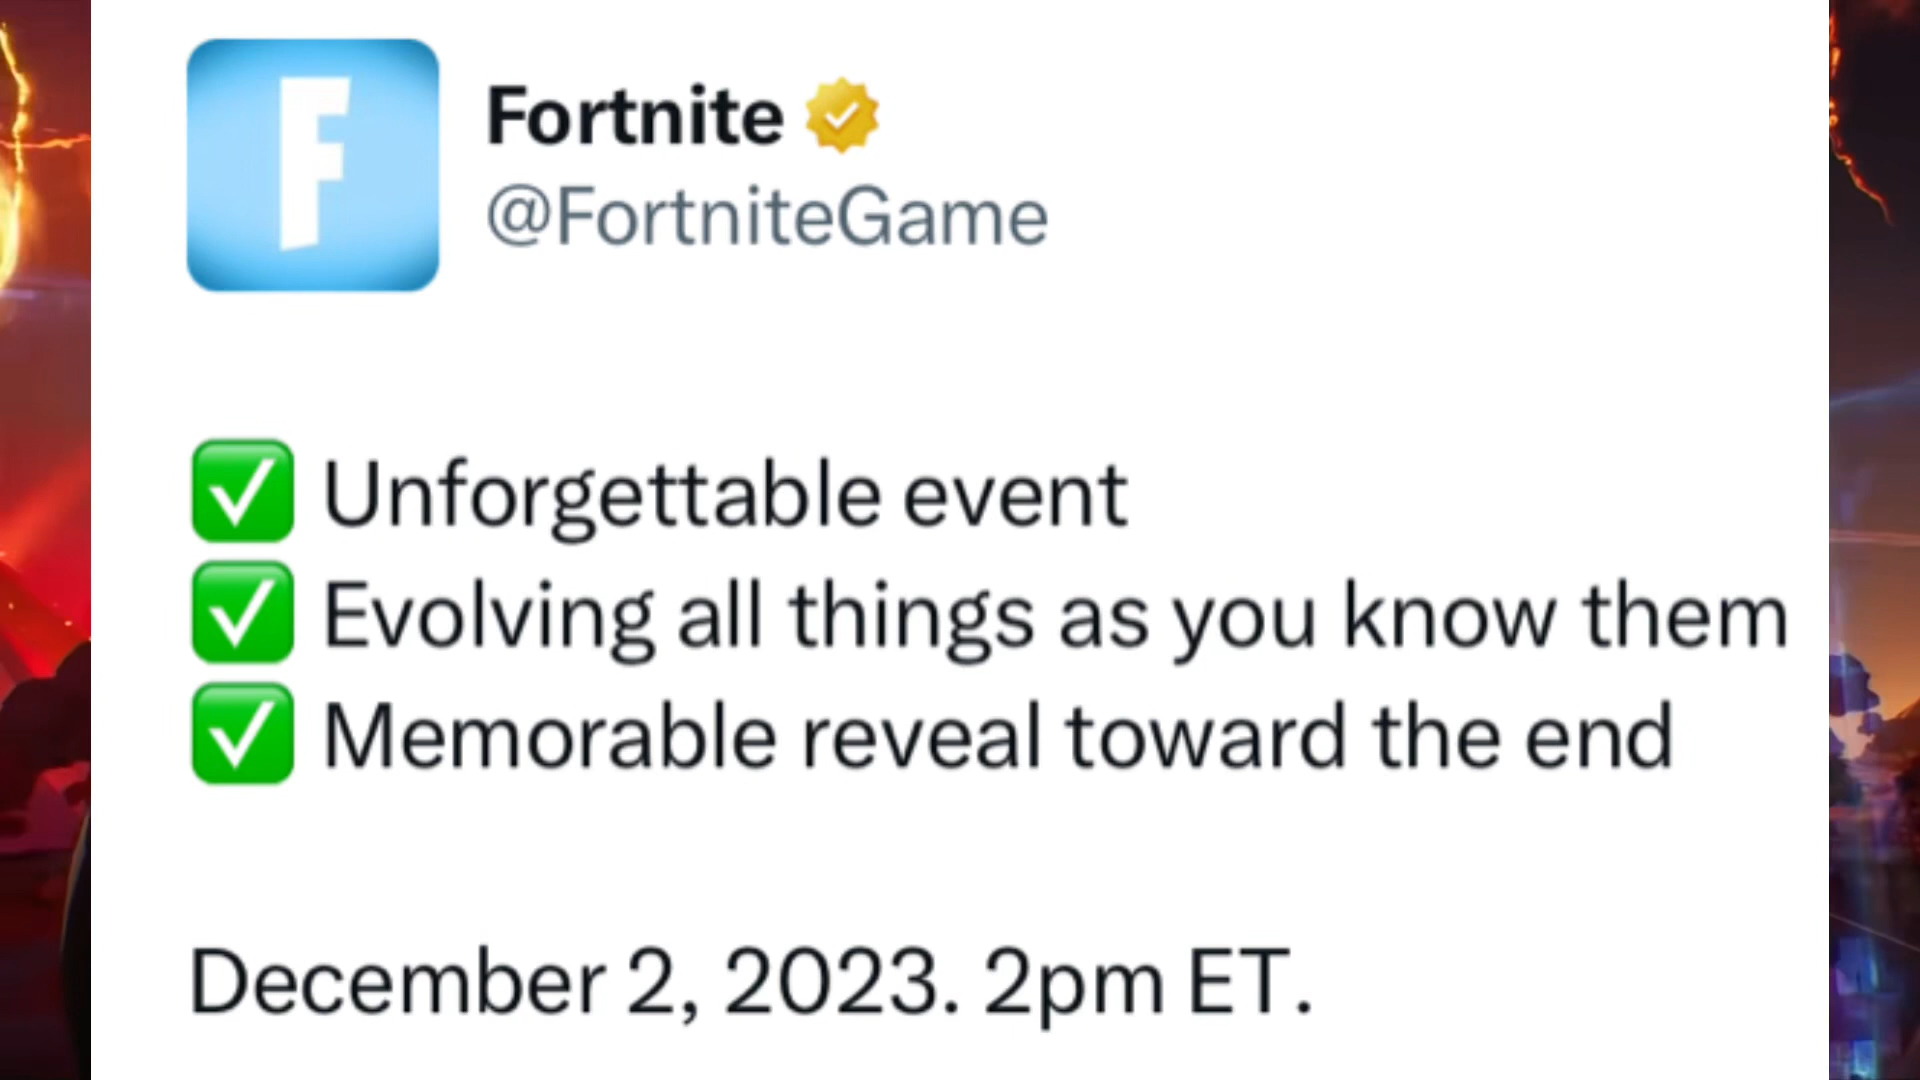 F
Fortnite
@FortniteGame
✅ Unforgettable event
✅ Evolving all things as you know them
✅ Memorable reveal toward the end
December 2, 2023. 2pm ET.